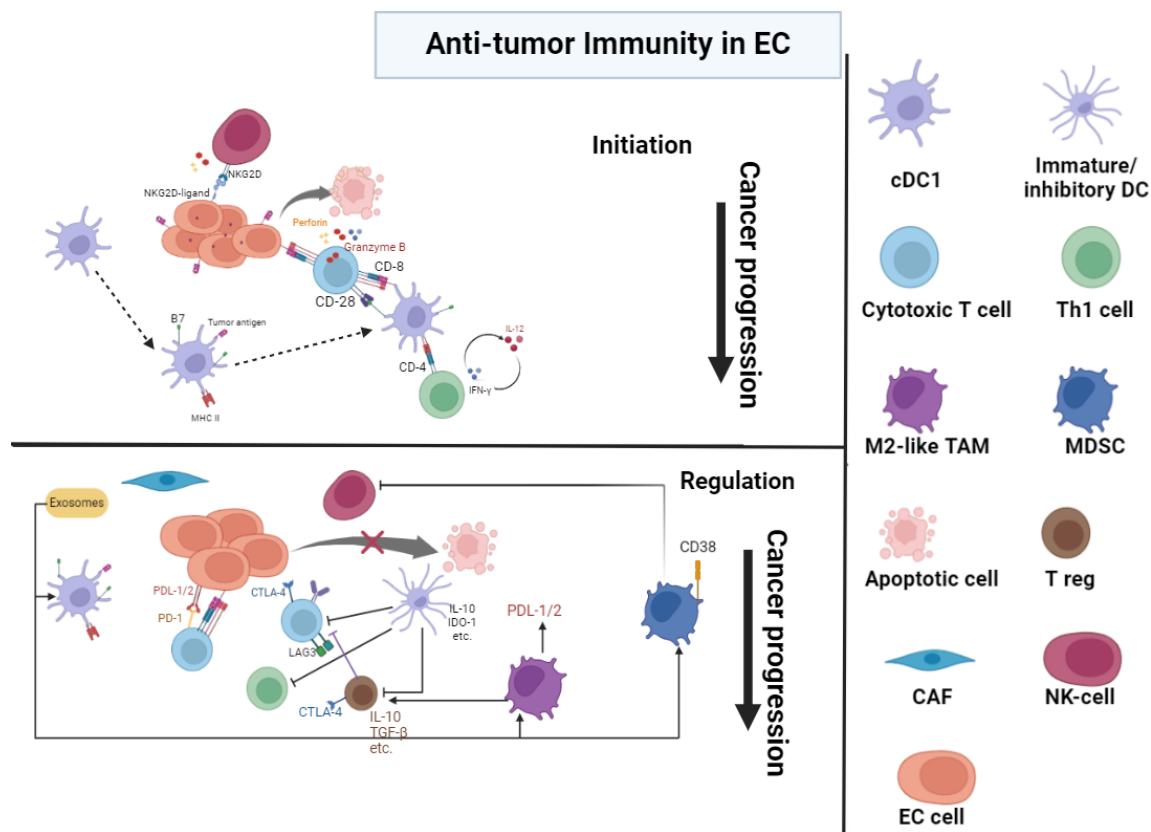 Anti-tumor Immunity in EC
Initiation
Cancer progression
NKG2D
NKG2D-ligand
Perforin
Granzyme B
CD-8
CD-28
B7
Tumor antigen
MHC II
CD-4
IL-12
IFN-γ
Regulation
Cancer progression
Exosomes
PDL-1/2
PD-1
CTLA-4
LAG3
IL-10
IDO-1
etc.
CTLA-4
IL-10
TGF-β
etc.
PDL-1/2
CD38
cDC1
Immature/
inhibitory DC
Cytotoxic T cell
Th1 cell
M2-like TAM
MDSC
Apoptotic cell
T reg
CAF
NK-cell
EC cell